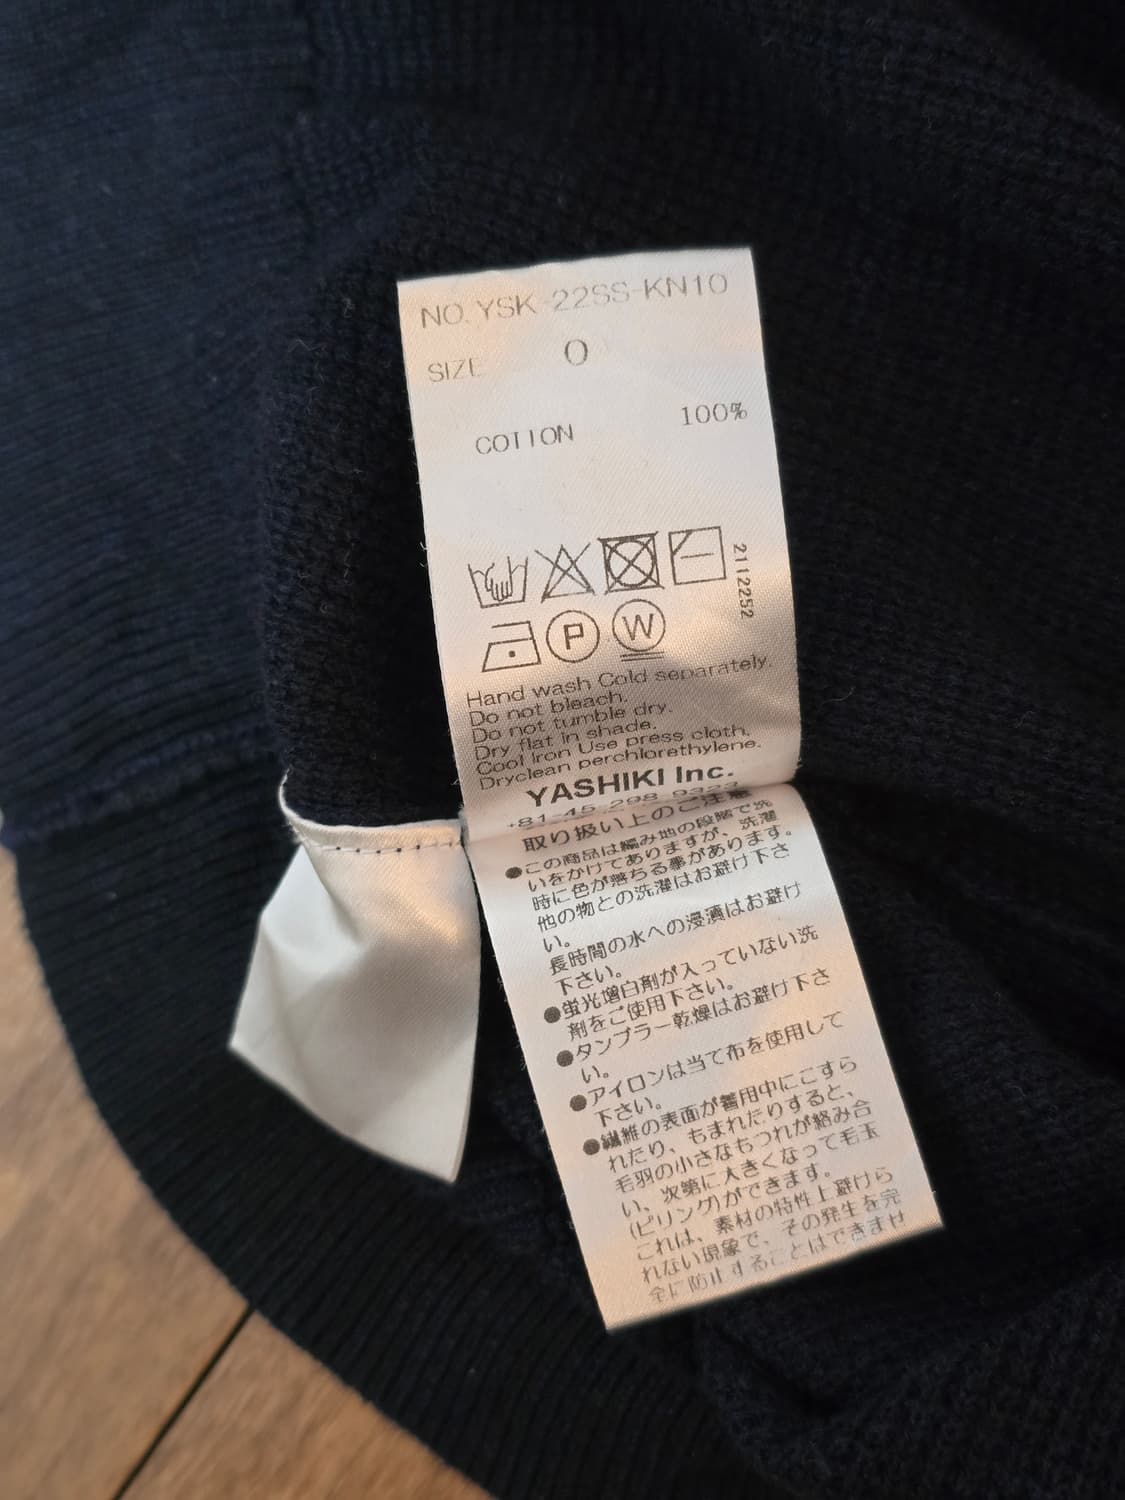 NO. YSK-22SS-KN10
SIZE 0
COTTON 100%
2112252
P W
Hand wash Cold separately.
Do not bleach.
Do not tumble dry.
Dry flat in shade.
Cool Iron Use press cloth.
Dryclean perchlorethylene.
YASHIKI Inc.
+81-45-298-9323
取り扱い上のご注意
●この商品は編み地の段階で洗
いをかけてありますが、洗濯
時に色が落ちる事があります。
他の物との洗濯はお避け下さ
い。
長時間の水への浸漬はお避け
下さい。
●蛍光増白剤が入っていない洗
剤をご使用下さい。
●タンブラー乾燥はお避け下さ
い。
●アイロンは当て布を使用して
下さい。
●繊維の表面が着用中にこすら
れたり、もまれたりすると、
毛羽の小さなもつれが絡み合
い、次第に大きくなって毛玉
(ピリング)ができます。
これは、素材の特性上避けら
れない現象で、その発生を完
全に防止することはできませ